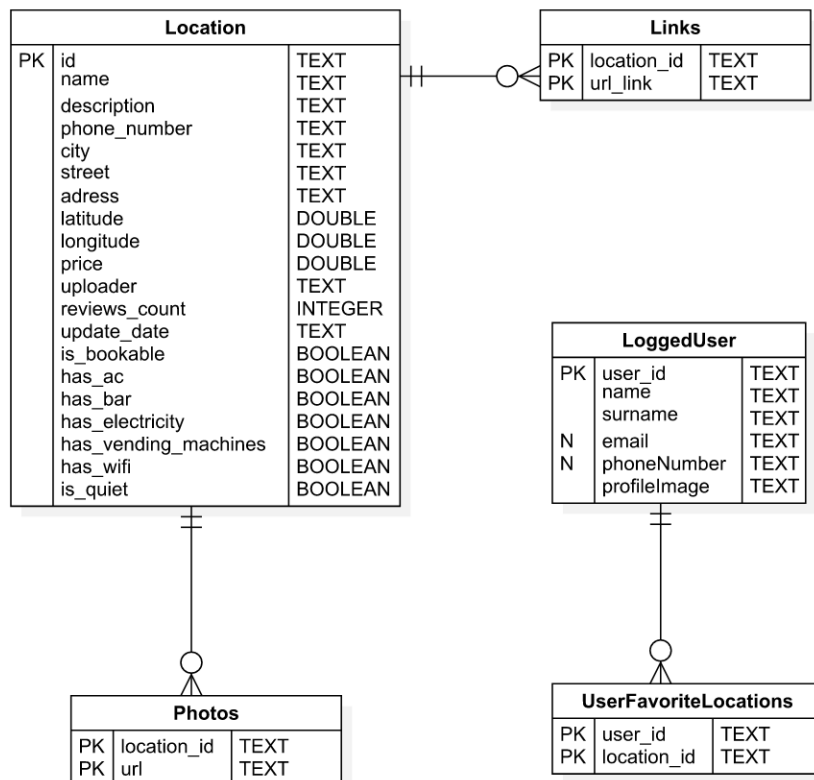 Location
PK id TEXT
name TEXT
description TEXT
phone_number TEXT
city TEXT
street TEXT
adress TEXT
latitude DOUBLE
longitude DOUBLE
price DOUBLE
uploader TEXT
reviews_count INTEGER
update_date TEXT
is_bookable BOOLEAN
has_ac BOOLEAN
has_bar BOOLEAN
has_electricity BOOLEAN
has_vending_machines BOOLEAN
has_wifi BOOLEAN
is_quiet BOOLEAN
Links
PK location_id TEXT
PK url_link TEXT
LoggedUser
PK user_id TEXT
name TEXT
surname TEXT
N email TEXT
N phoneNumber TEXT
profileImage TEXT
Photos
PK location_id TEXT
PK url TEXT
UserFavoriteLocations
PK user_id TEXT
PK location_id TEXT